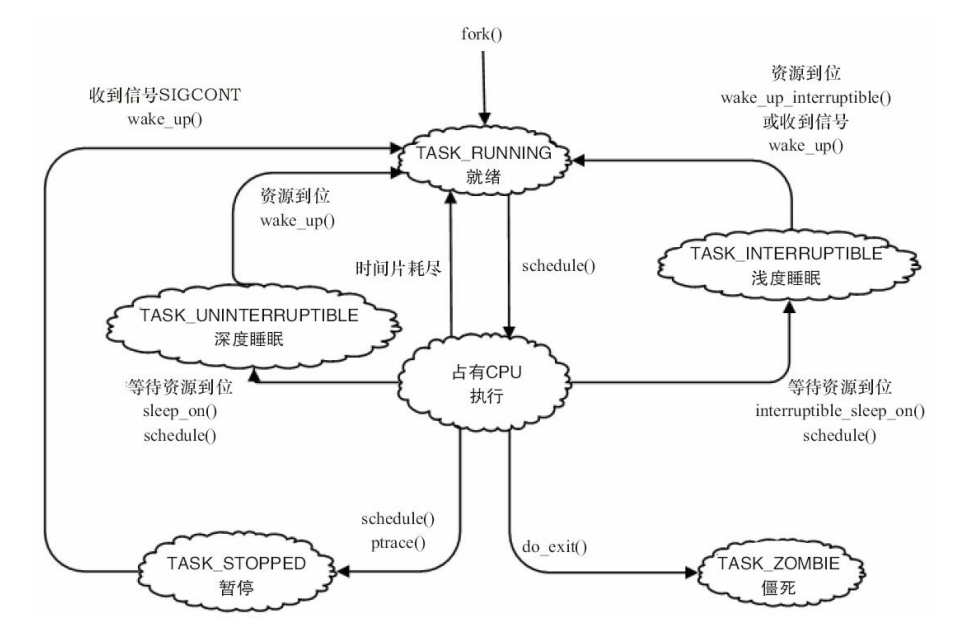 fork()
收到信号SIGCONT
wake_up()
资源到位
wake_up_interruptible()
或收到信号
wake_up()
TASK_RUNNING
就绪
资源到位
wake_up()
时间片耗尽
schedule()
TASK_INTERRUPTIBLE
浅度睡眠
TASK_UNINTERRUPTIBLE
深度睡眠
占有CPU
执行
等待资源到位
sleep_on()
schedule()
等待资源到位
interruptible_sleep_on()
schedule()
schedule()
ptrace()
do_exit()
TASK_STOPPED
暂停
TASK_ZOMBIE
僵死